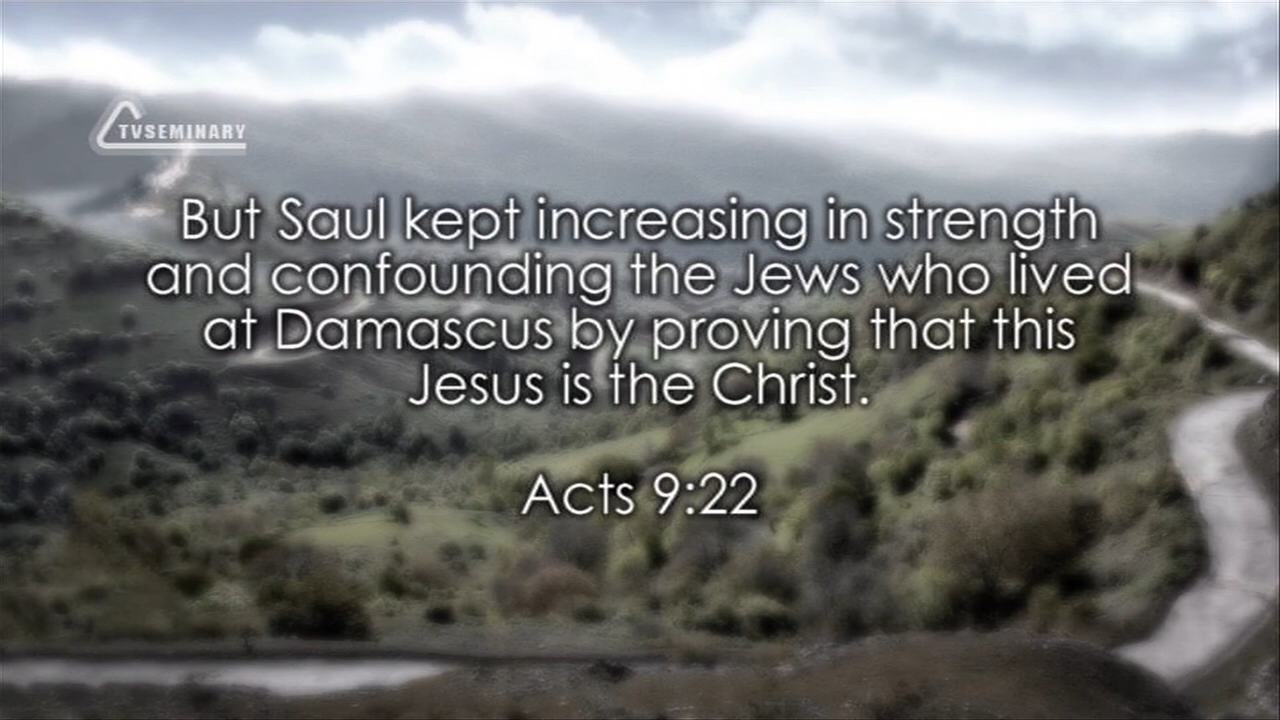 TVSEMINARY
But Saul kept increasing in strength
and confounding the Jews who lived
at Damascus by proving that this
Jesus is the Christ.
Acts 9:22